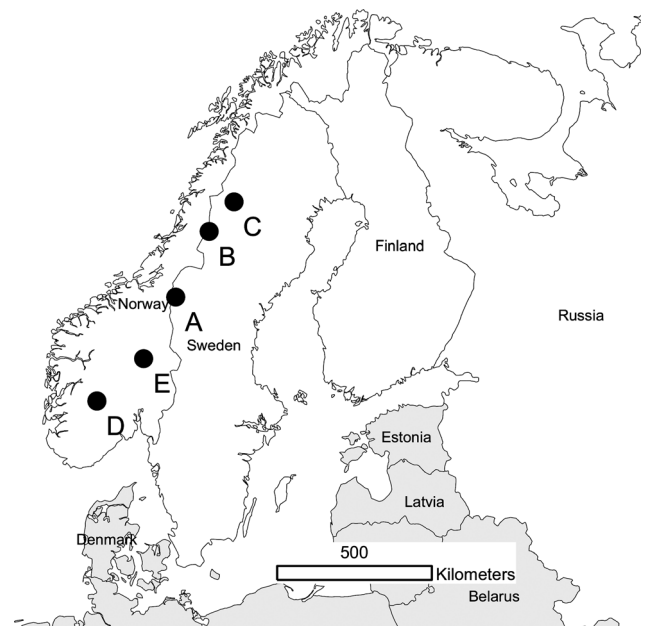 C
B
Finland
Norway
A
Russia
Sweden
E
D
Estonia
Latvia
Denmark
500
Kilometers
Belarus